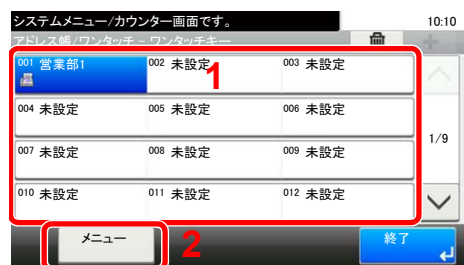 システムメニュー/カウンター画面です。 10:10
アドレス帳/ワンタッチ - ワンタッチキー
001 営業部1 002 未設定 003 未設定
1
004 未設定 005 未設定 006 未設定
1/9
007 未設定 008 未設定 009 未設定
010 未設定 011 未設定 012 未設定
メニュー 2 終了